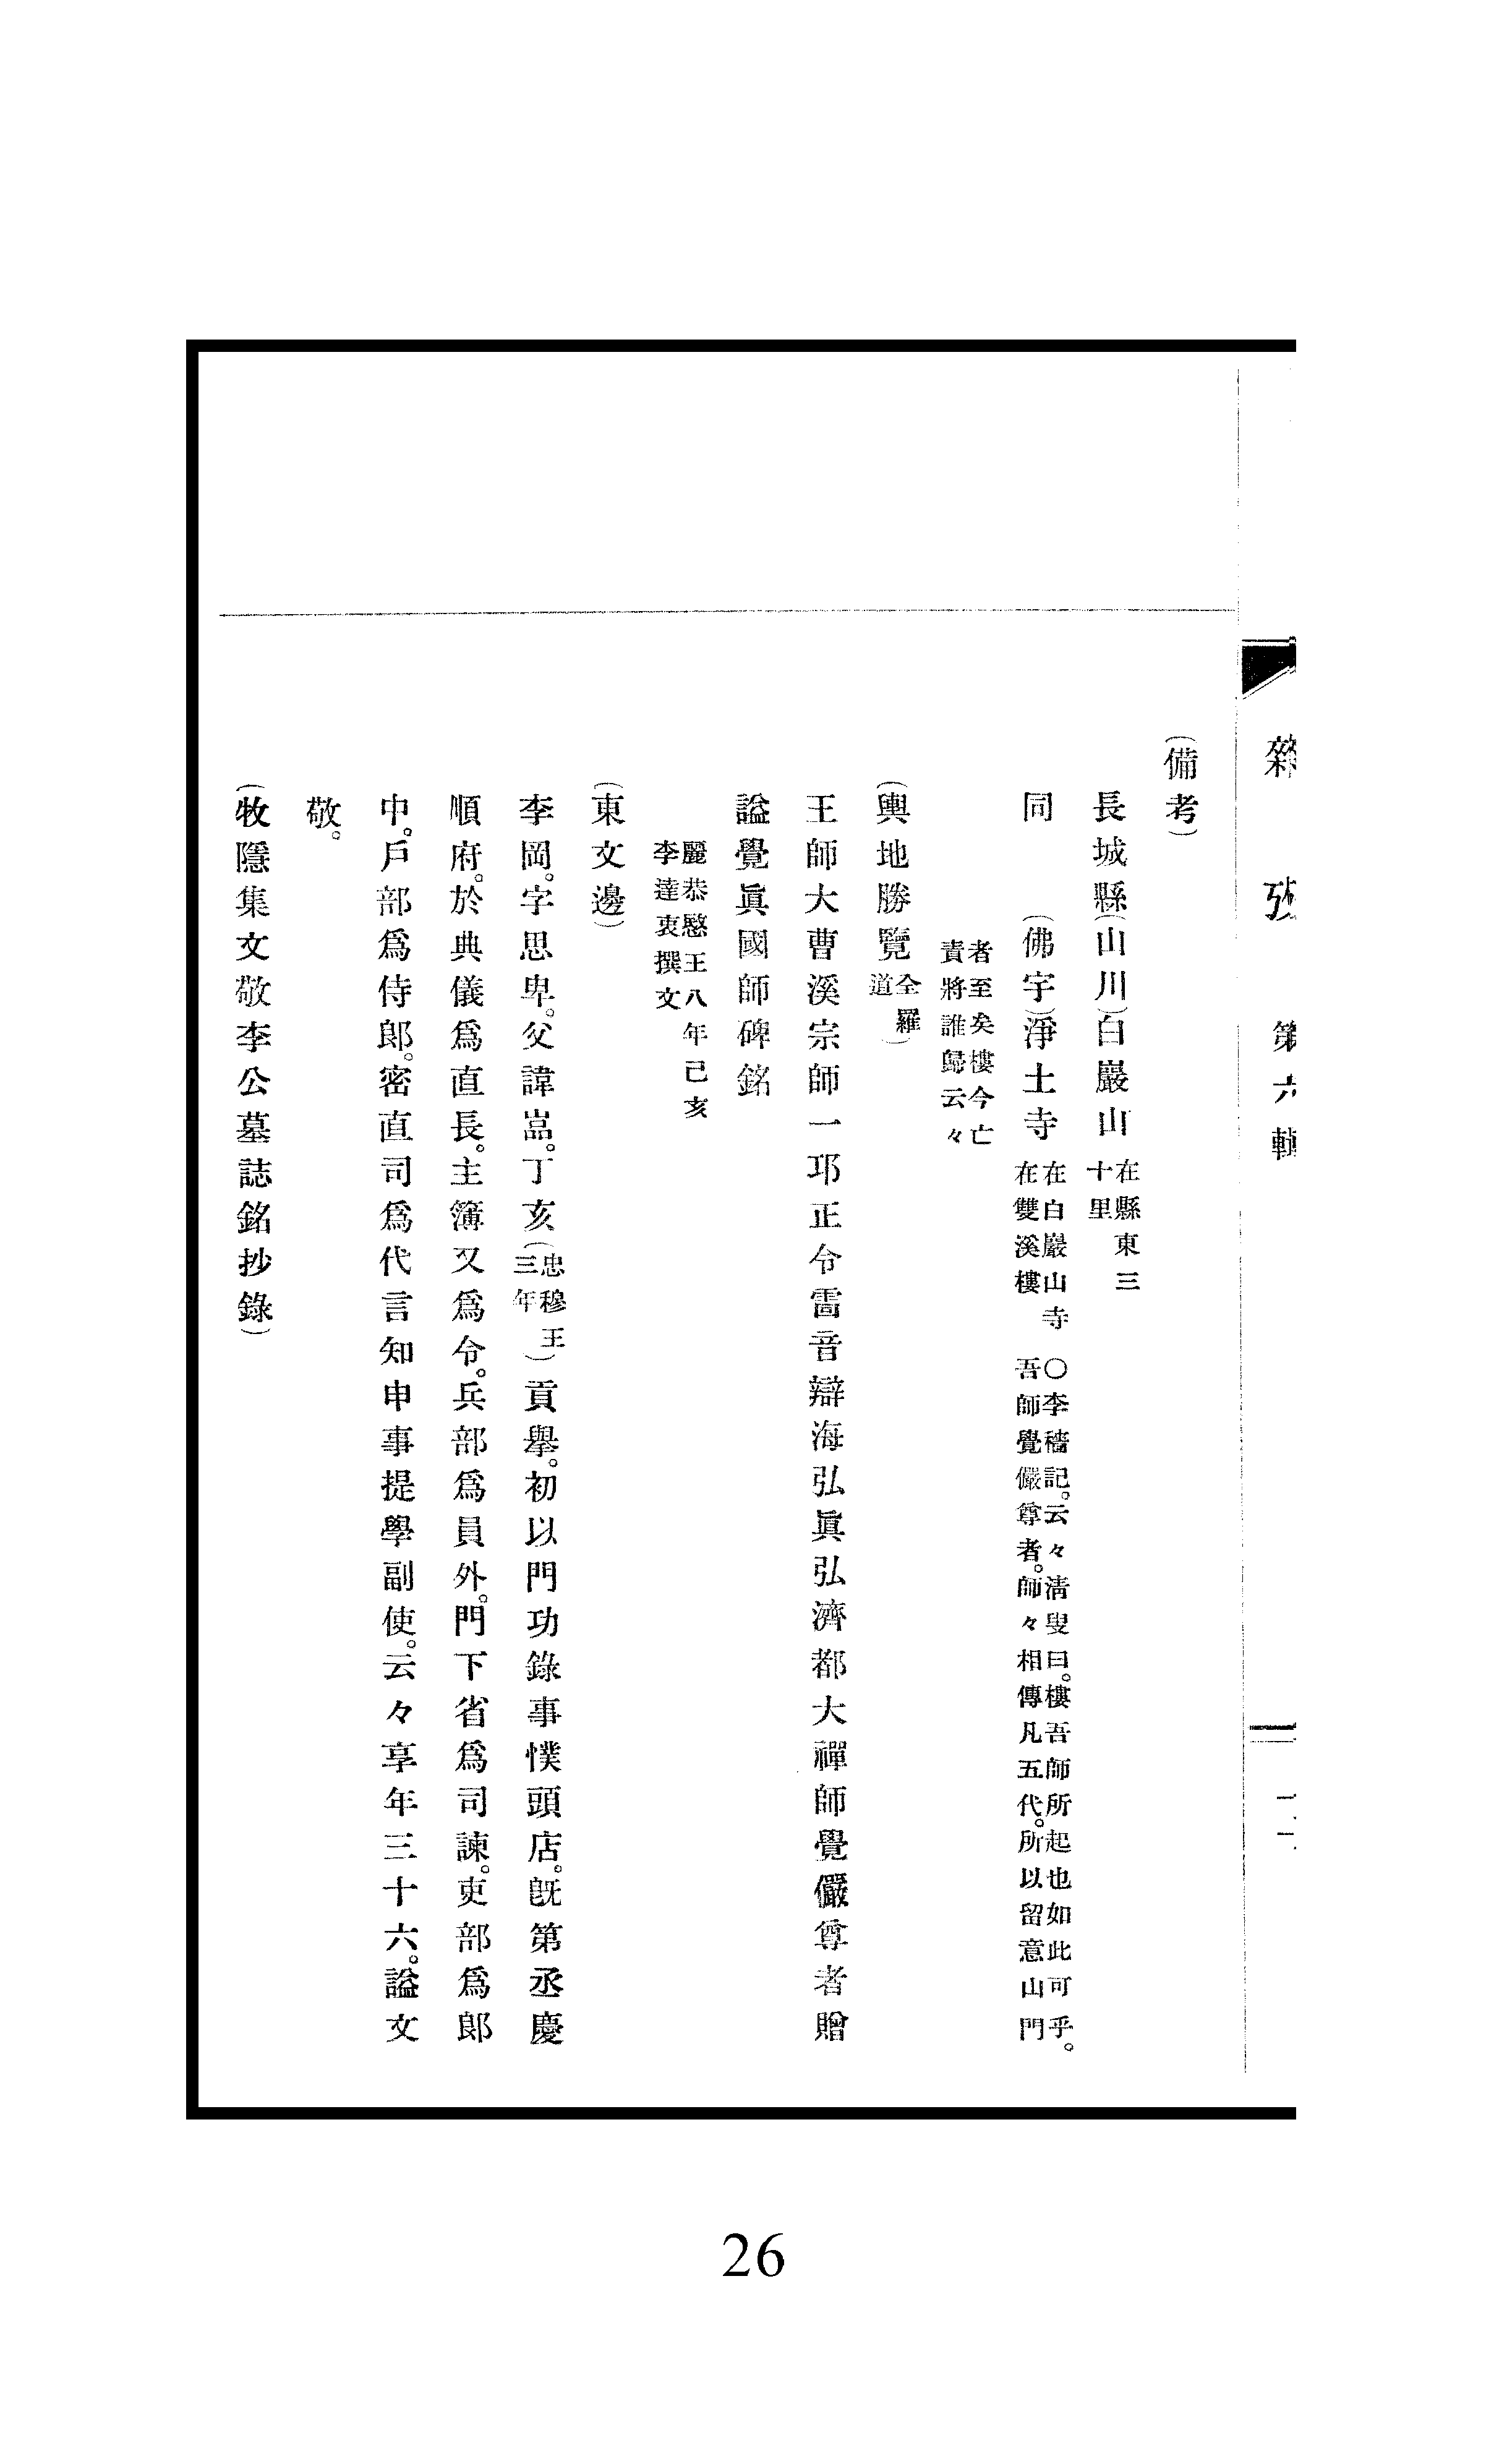 第六輯
(備考)
長城縣(山川)白巖山 在縣東三十里
同 (佛宇)淨土寺 在白巖山寺在雙溪樓 〇李穡記。云々清叟曰。樓吾師所起也如此可乎。吾師覺儼尊者。師々相傳凡五代。所以留意山門
者至矣樓今亡責將誰歸云々
(輿地勝覽全羅道)
王師大曹溪宗師一邛正令雷音辯海弘眞弘濟都大禪師覺儼尊者贈
諡覺眞國師碑銘
麗恭愍王八年己亥李達衷撰文
(東文邊)
李岡。字思卑。父諱嵓。丁亥(忠穆王三年)貢擧。初以門功錄事幞頭店。旣第丞慶
順府。於典儀爲直長。主簿又爲令。兵部爲員外。門下省爲司諫。吏部爲郞
中。戶部爲侍郎。密直司爲代言知申事提學副使。云々享年三十六。諡文
敬。
(牧隱集文敬李公墓誌銘抄錄)
26